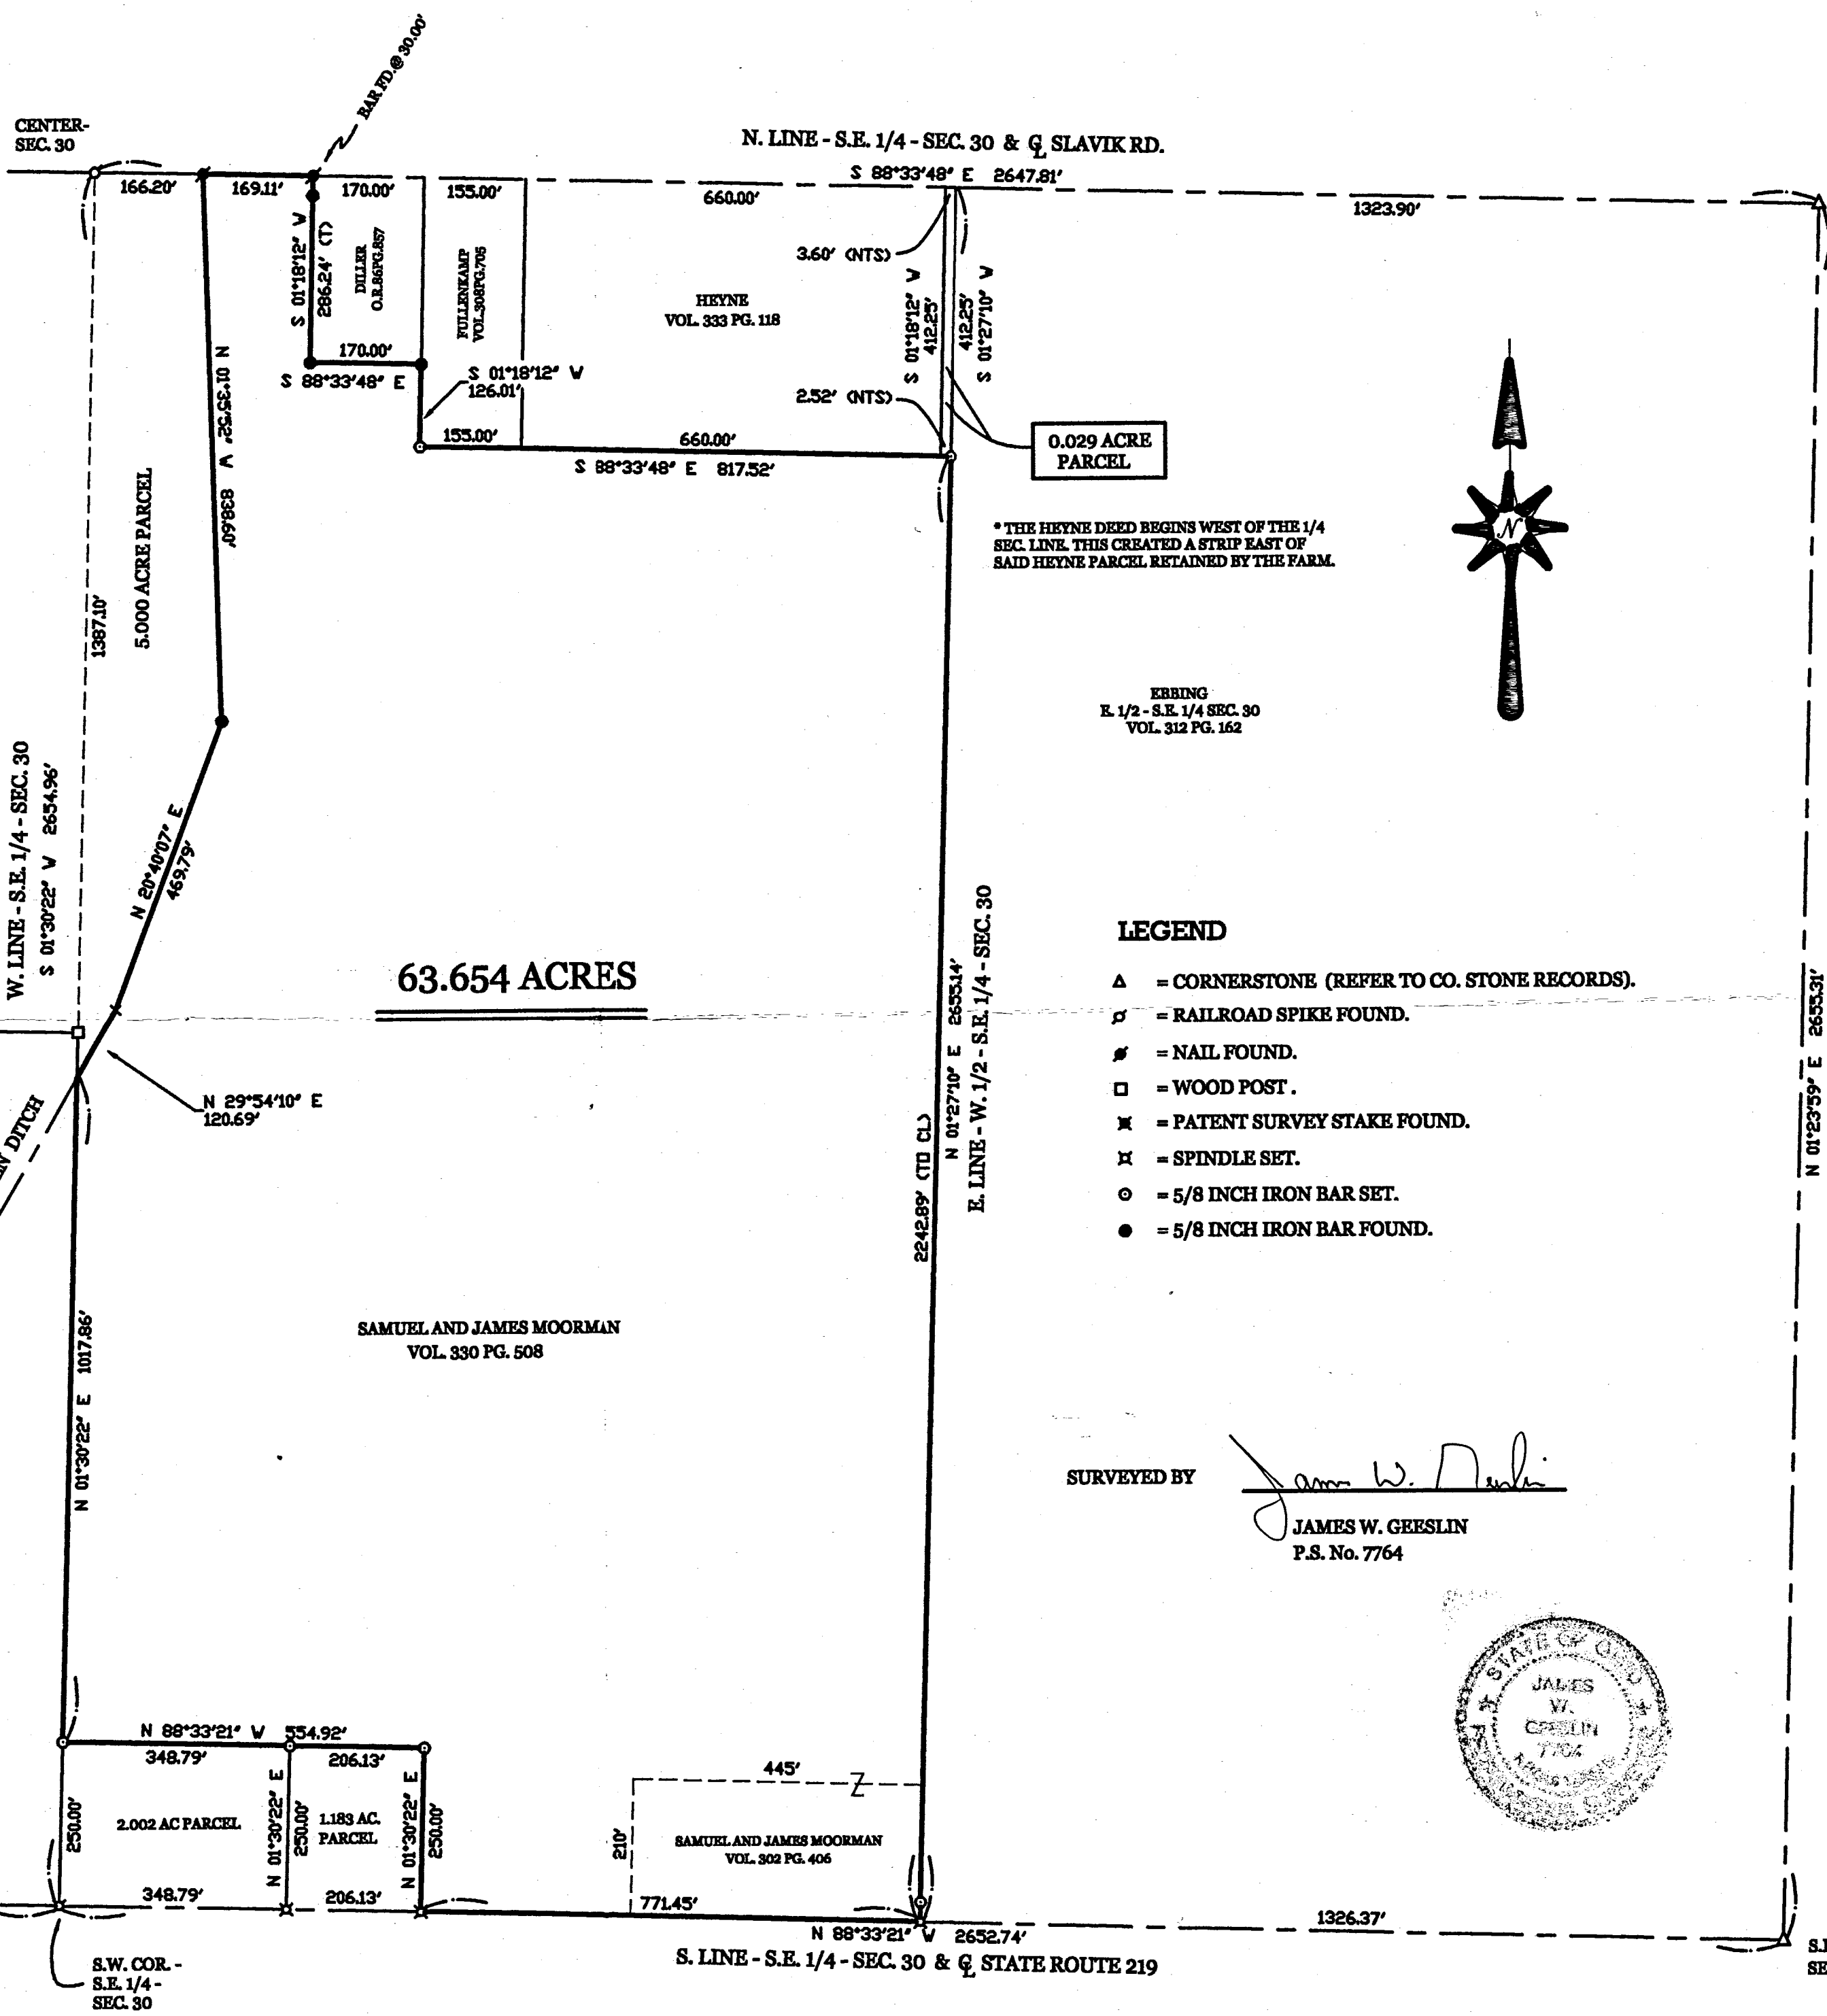 BAR FD.@ 30.00'
CENTER-
SEC. 30
N. LINE - S.E. 1/4 - SEC. 30 & ℄ SLAVIK RD.
S 88°33'48" E 2647.81'
166.20'
169.11'
170.00'
155.00'
660.00'
1323.90'
S 01°18'12" W
286.24' (T)
DILLER
O.R.86PG.857
FULLENKAMP
VOL.308PG.705
HEYNE
VOL. 333 PG. 118
3.60' (NTS)
S 01°18'12" W
412.25'
412.25'
S 01°27'10" W
2.52' (NTS)
170.00'
S 88°33'48" E
S 01°18'12" W
126.01'
155.00'
660.00'
S 88°33'48" E 817.52'
0.029 ACRE
PARCEL
* THE HEYNE DEED BEGINS WEST OF THE 1/4
SEC. LINE. THIS CREATED A STRIP EAST OF
SAID HEYNE PARCEL RETAINED BY THE FARM.
N
N 01°35'52" W 838.60'
5.000 ACRE PARCEL
1387.10'
W. LINE - S.E. 1/4 - SEC. 30
S 01°30'22" W 2654.96'
N 20°40'07" E
469.79'
EBBING
E. 1/2 - S.E. 1/4 SEC. 30
VOL. 312 PG. 162
63.654 ACRES
N 29°54'10" E
120.69'
DITCH
2242.89' (TO CL)
N 01°27'10" E 2655.14'
E. LINE - W. 1/2 - S.E. 1/4 - SEC. 30
LEGEND
= CORNERSTONE (REFER TO CO. STONE RECORDS).
= RAILROAD SPIKE FOUND.
= NAIL FOUND.
= WOOD POST .
= PATENT SURVEY STAKE FOUND.
= SPINDLE SET.
= 5/8 INCH IRON BAR SET.
= 5/8 INCH IRON BAR FOUND.
N 01°23'59" E 2655.31'
SAMUEL AND JAMES MOORMAN
VOL. 330 PG. 508
N 01°30'22" E 1017.86'
SURVEYED BY
JAMES W. GEESLIN
P.S. No. 7764
STATE OF OHIO
JAMES
W.
GEESLIN
7764
N 88°33'21" W 554.92'
348.79'
206.13'
250.00'
2.002 AC PARCEL
N 01°30'22" E
250.00'
1.183 AC.
PARCEL
N 01°30'22" E
250.00'
445'
210'
SAMUEL AND JAMES MOORMAN
VOL. 302 PG. 406
348.79'
206.13'
771.45'
1326.37'
N 88°33'21" W 2652.74'
S. LINE - S.E. 1/4 - SEC. 30 & ℄ STATE ROUTE 219
S.W. COR. -
S.E. 1/4 -
SEC. 30